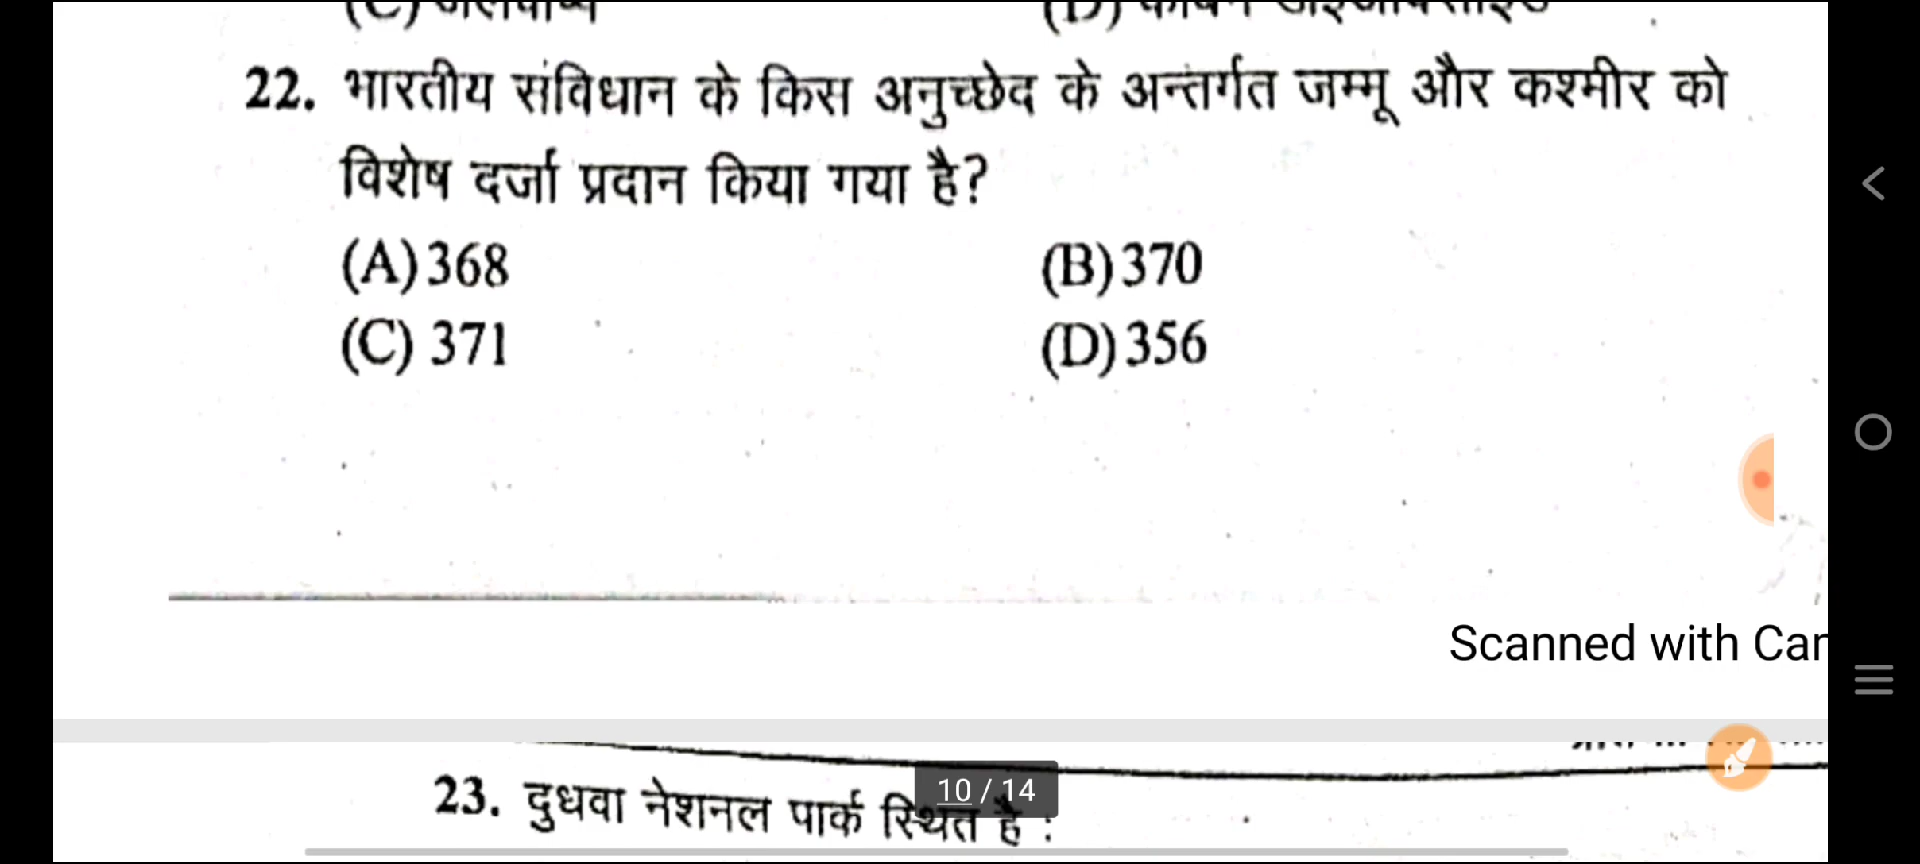 22. भारतीय संविधान के किस अनुच्छेद के अन्तर्गत जम्मू और कश्मीर को
विशेष दर्जा प्रदान किया गया है?
(A) 368 (B) 370
(C) 371 (D) 356
Scanned with Car
23. दुधवा नेशनल पार्क स्थित है :
10 / 14